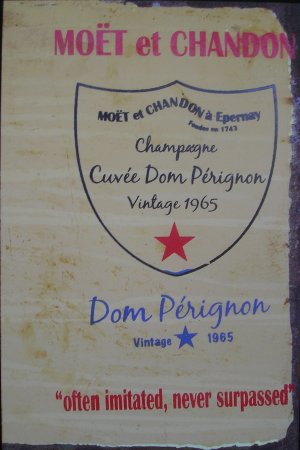 MOËT et CHANDON
MOËT et CHANDON à Epernay
Fondée en 1743
Champagne
Cuvée Dom Pérignon
Vintage 1965
Dom Pérignon
Vintage 1965
"often imitated, never surpassed"